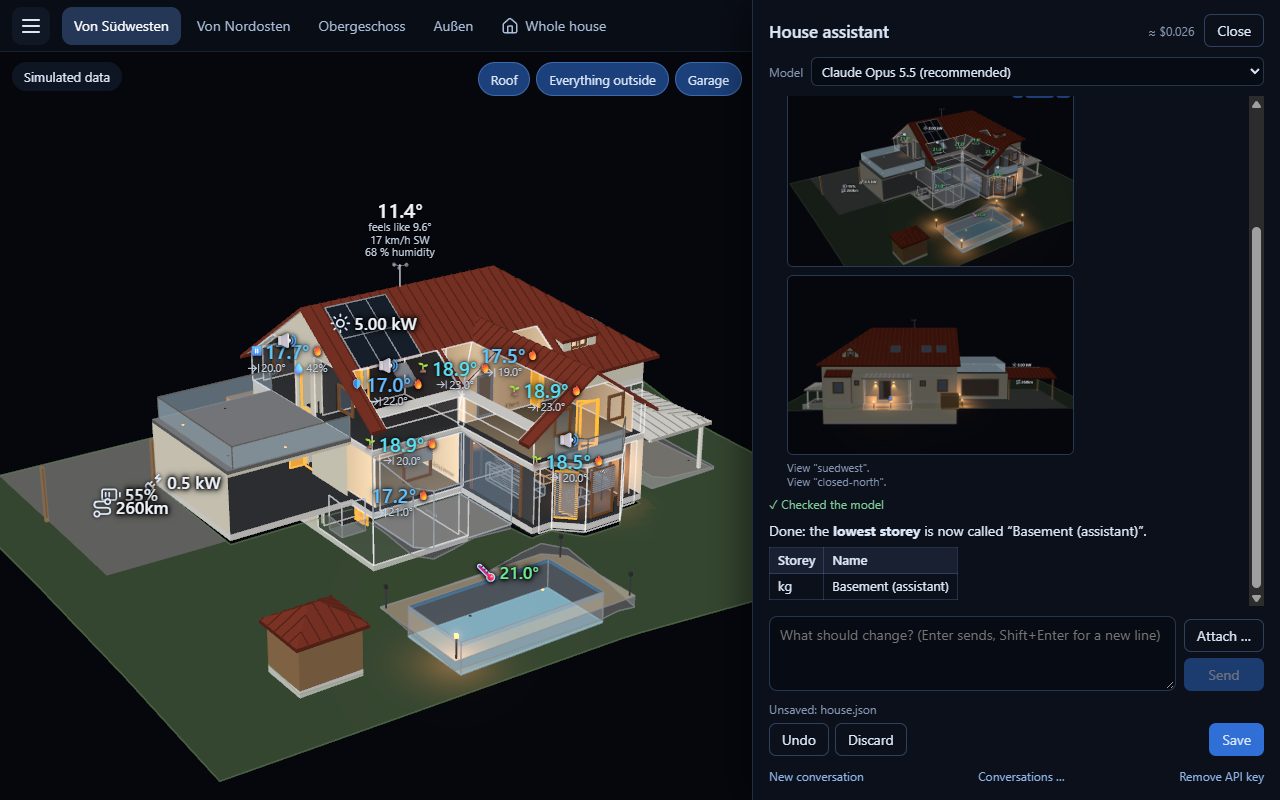 Von Südwesten
Von Nordosten
Obergeschoss
Außen
Whole house
Simulated data
Roof
Everything outside
Garage
11.4°
feels like 9.6°
17 km/h SW
68 % humidity
5.00 kW
17.7°
20.0°
42%
17.0°
22.0°
18.9°
23.0°
17.5°
19.0°
18.9°
23.0°
18.9°
20.0°
18.5°
20.0°
17.2°
21.0°
0.5 kW
55%
260km
21.0°
House assistant
≈ $0.026
Close
Model
Claude Opus 5.5 (recommended)
View "suedwest".
View "closed-north".
✓ Checked the model
Done: the lowest storey is now called “Basement (assistant)”.
Storey Name
kg Basement (assistant)
What should change? (Enter sends, Shift+Enter for a new line)
Attach ...
Send
Unsaved: house.json
Undo
Discard
Save
New conversation
Conversations ...
Remove API key